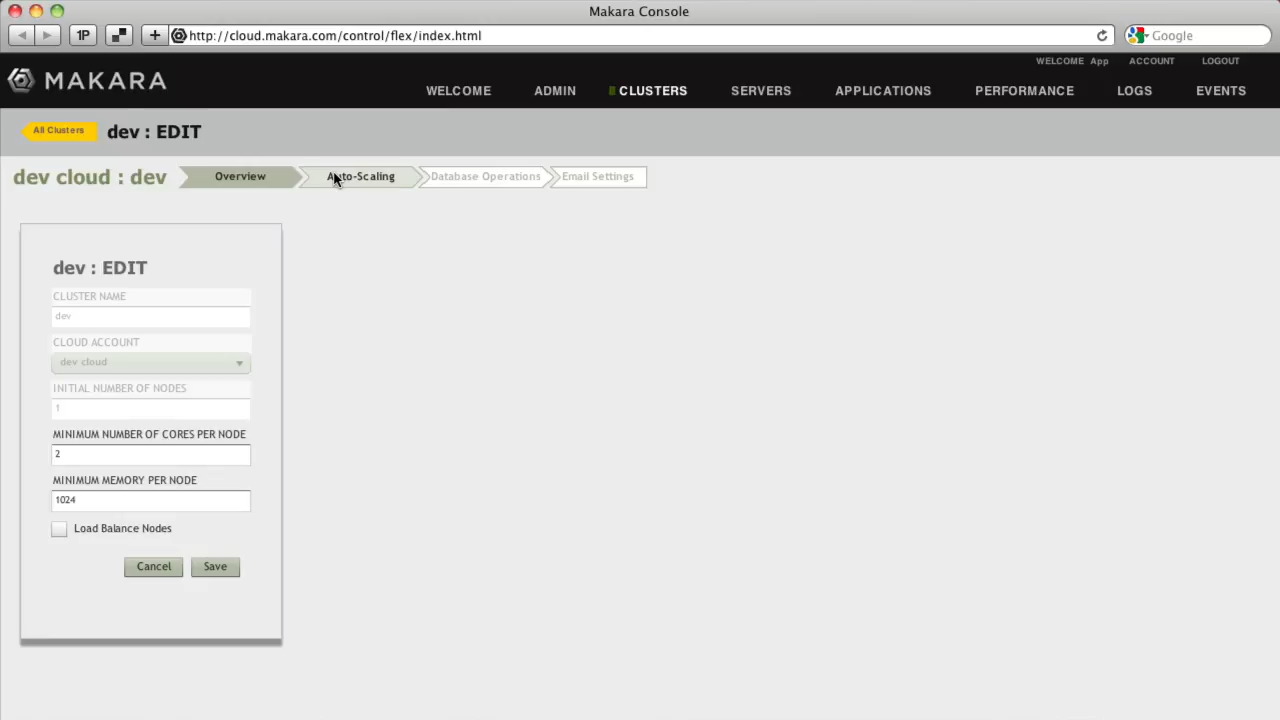 Makara Console
1P
http://cloud.makara.com/control/flex/index.html
Google
WELCOME App ACCOUNT LOGOUT
MAKARA
WELCOME ADMIN CLUSTERS SERVERS APPLICATIONS PERFORMANCE LOGS EVENTS
All Clusters dev : EDIT
dev cloud : dev Overview Auto-Scaling Database Operations Email Settings
dev : EDIT
CLUSTER NAME
dev
CLOUD ACCOUNT
dev cloud
INITIAL NUMBER OF NODES
1
MINIMUM NUMBER OF CORES PER NODE
2
MINIMUM MEMORY PER NODE
1024
Load Balance Nodes
Cancel Save